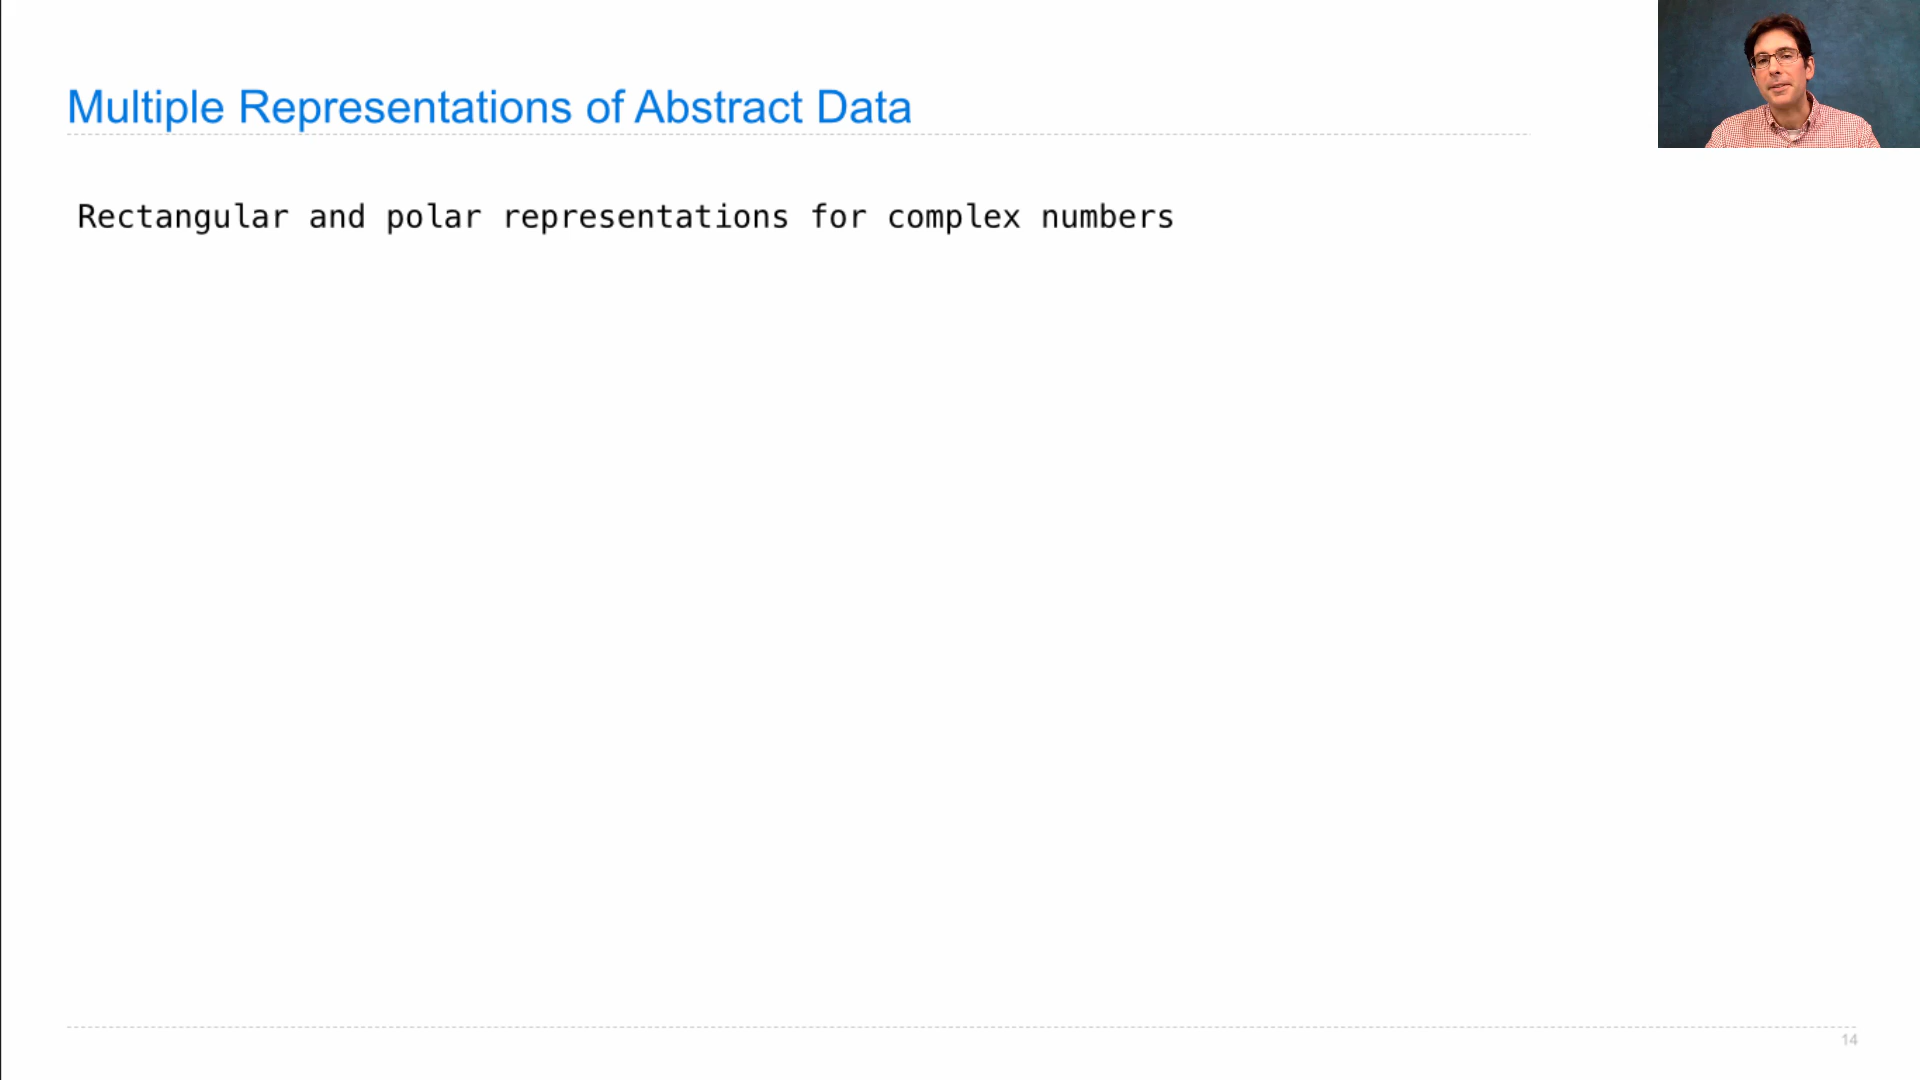 Multiple Representations of Abstract Data
Rectangular and polar representations for complex numbers
14